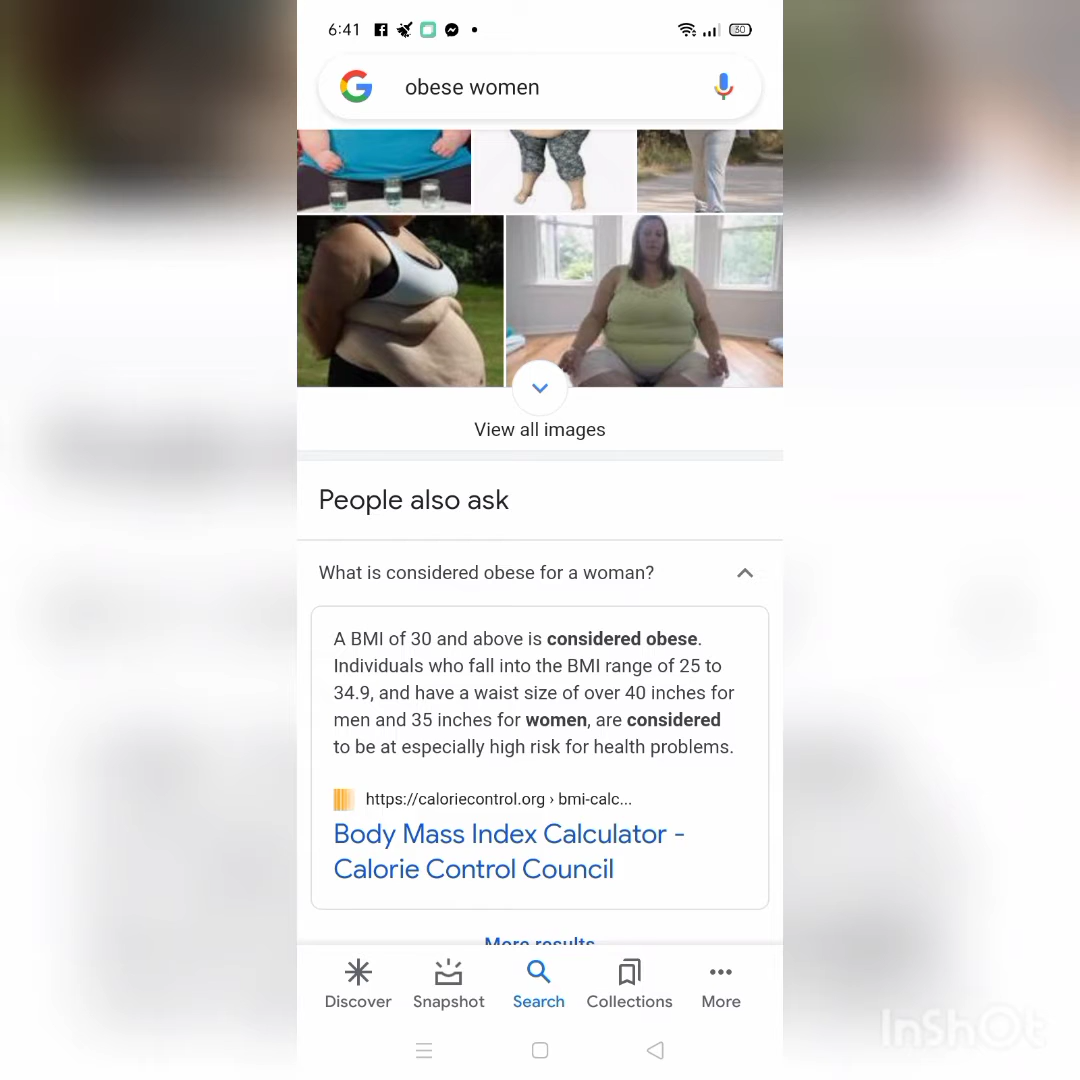 6:41
30
obese women
View all images
People also ask
What is considered obese for a woman?
A BMI of 30 and above is considered obese.
Individuals who fall into the BMI range of 25 to
34.9, and have a waist size of over 40 inches for
men and 35 inches for women, are considered
to be at especially high risk for health problems.
https://caloriecontrol.org › bmi-calc...
Body Mass Index Calculator -
Calorie Control Council
More results
Discover Snapshot Search Collections More
InShOt